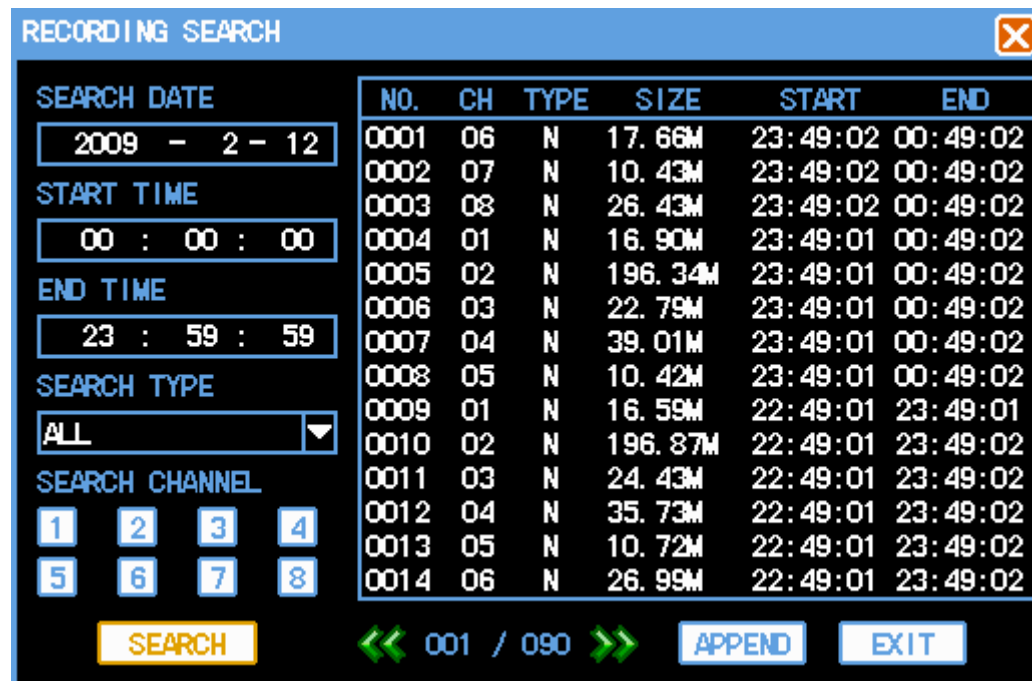 RECORDING SEARCH
SEARCH DATE
2009 - 2 - 12
START TIME
00 : 00 : 00
END TIME
23 : 59 : 59
SEARCH TYPE
ALL
SEARCH CHANNEL
1 2 3 4
5 6 7 8
SEARCH
NO. CH TYPE SIZE START END
0001 06 N 17.66M 23:49:02 00:49:02
0002 07 N 10.43M 23:49:02 00:49:02
0003 08 N 26.43M 23:49:02 00:49:02
0004 01 N 16.90M 23:49:01 00:49:02
0005 02 N 196.34M 23:49:01 00:49:02
0006 03 N 22.79M 23:49:01 00:49:02
0007 04 N 39.01M 23:49:01 00:49:02
0008 05 N 10.42M 23:49:01 00:49:02
0009 01 N 16.59M 22:49:01 23:49:01
0010 02 N 196.87M 22:49:01 23:49:02
0011 03 N 24.43M 22:49:01 23:49:02
0012 04 N 35.73M 22:49:01 23:49:02
0013 05 N 10.72M 22:49:01 23:49:02
0014 06 N 26.99M 22:49:01 23:49:02
001 / 090 APPEND EXIT